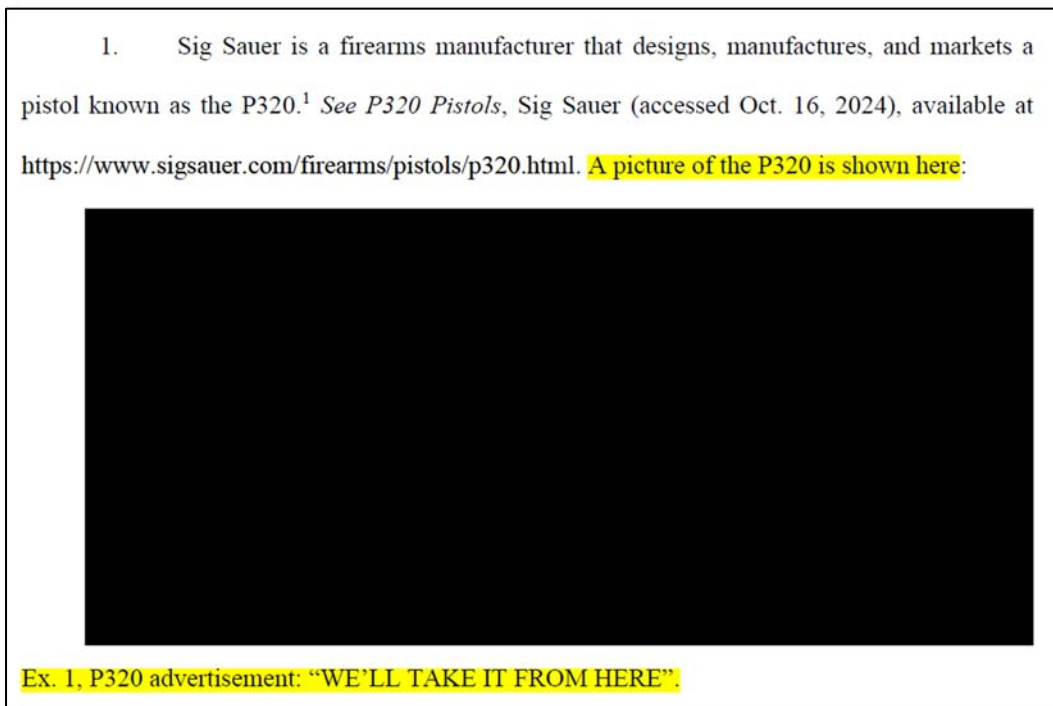 1. Sig Sauer is a firearms manufacturer that designs, manufactures, and markets a
pistol known as the P320.¹ See P320 Pistols, Sig Sauer (accessed Oct. 16, 2024), available at
https://www.sigsauer.com/firearms/pistols/p320.html. A picture of the P320 is shown here:
Ex. 1, P320 advertisement: “WE’LL TAKE IT FROM HERE”.